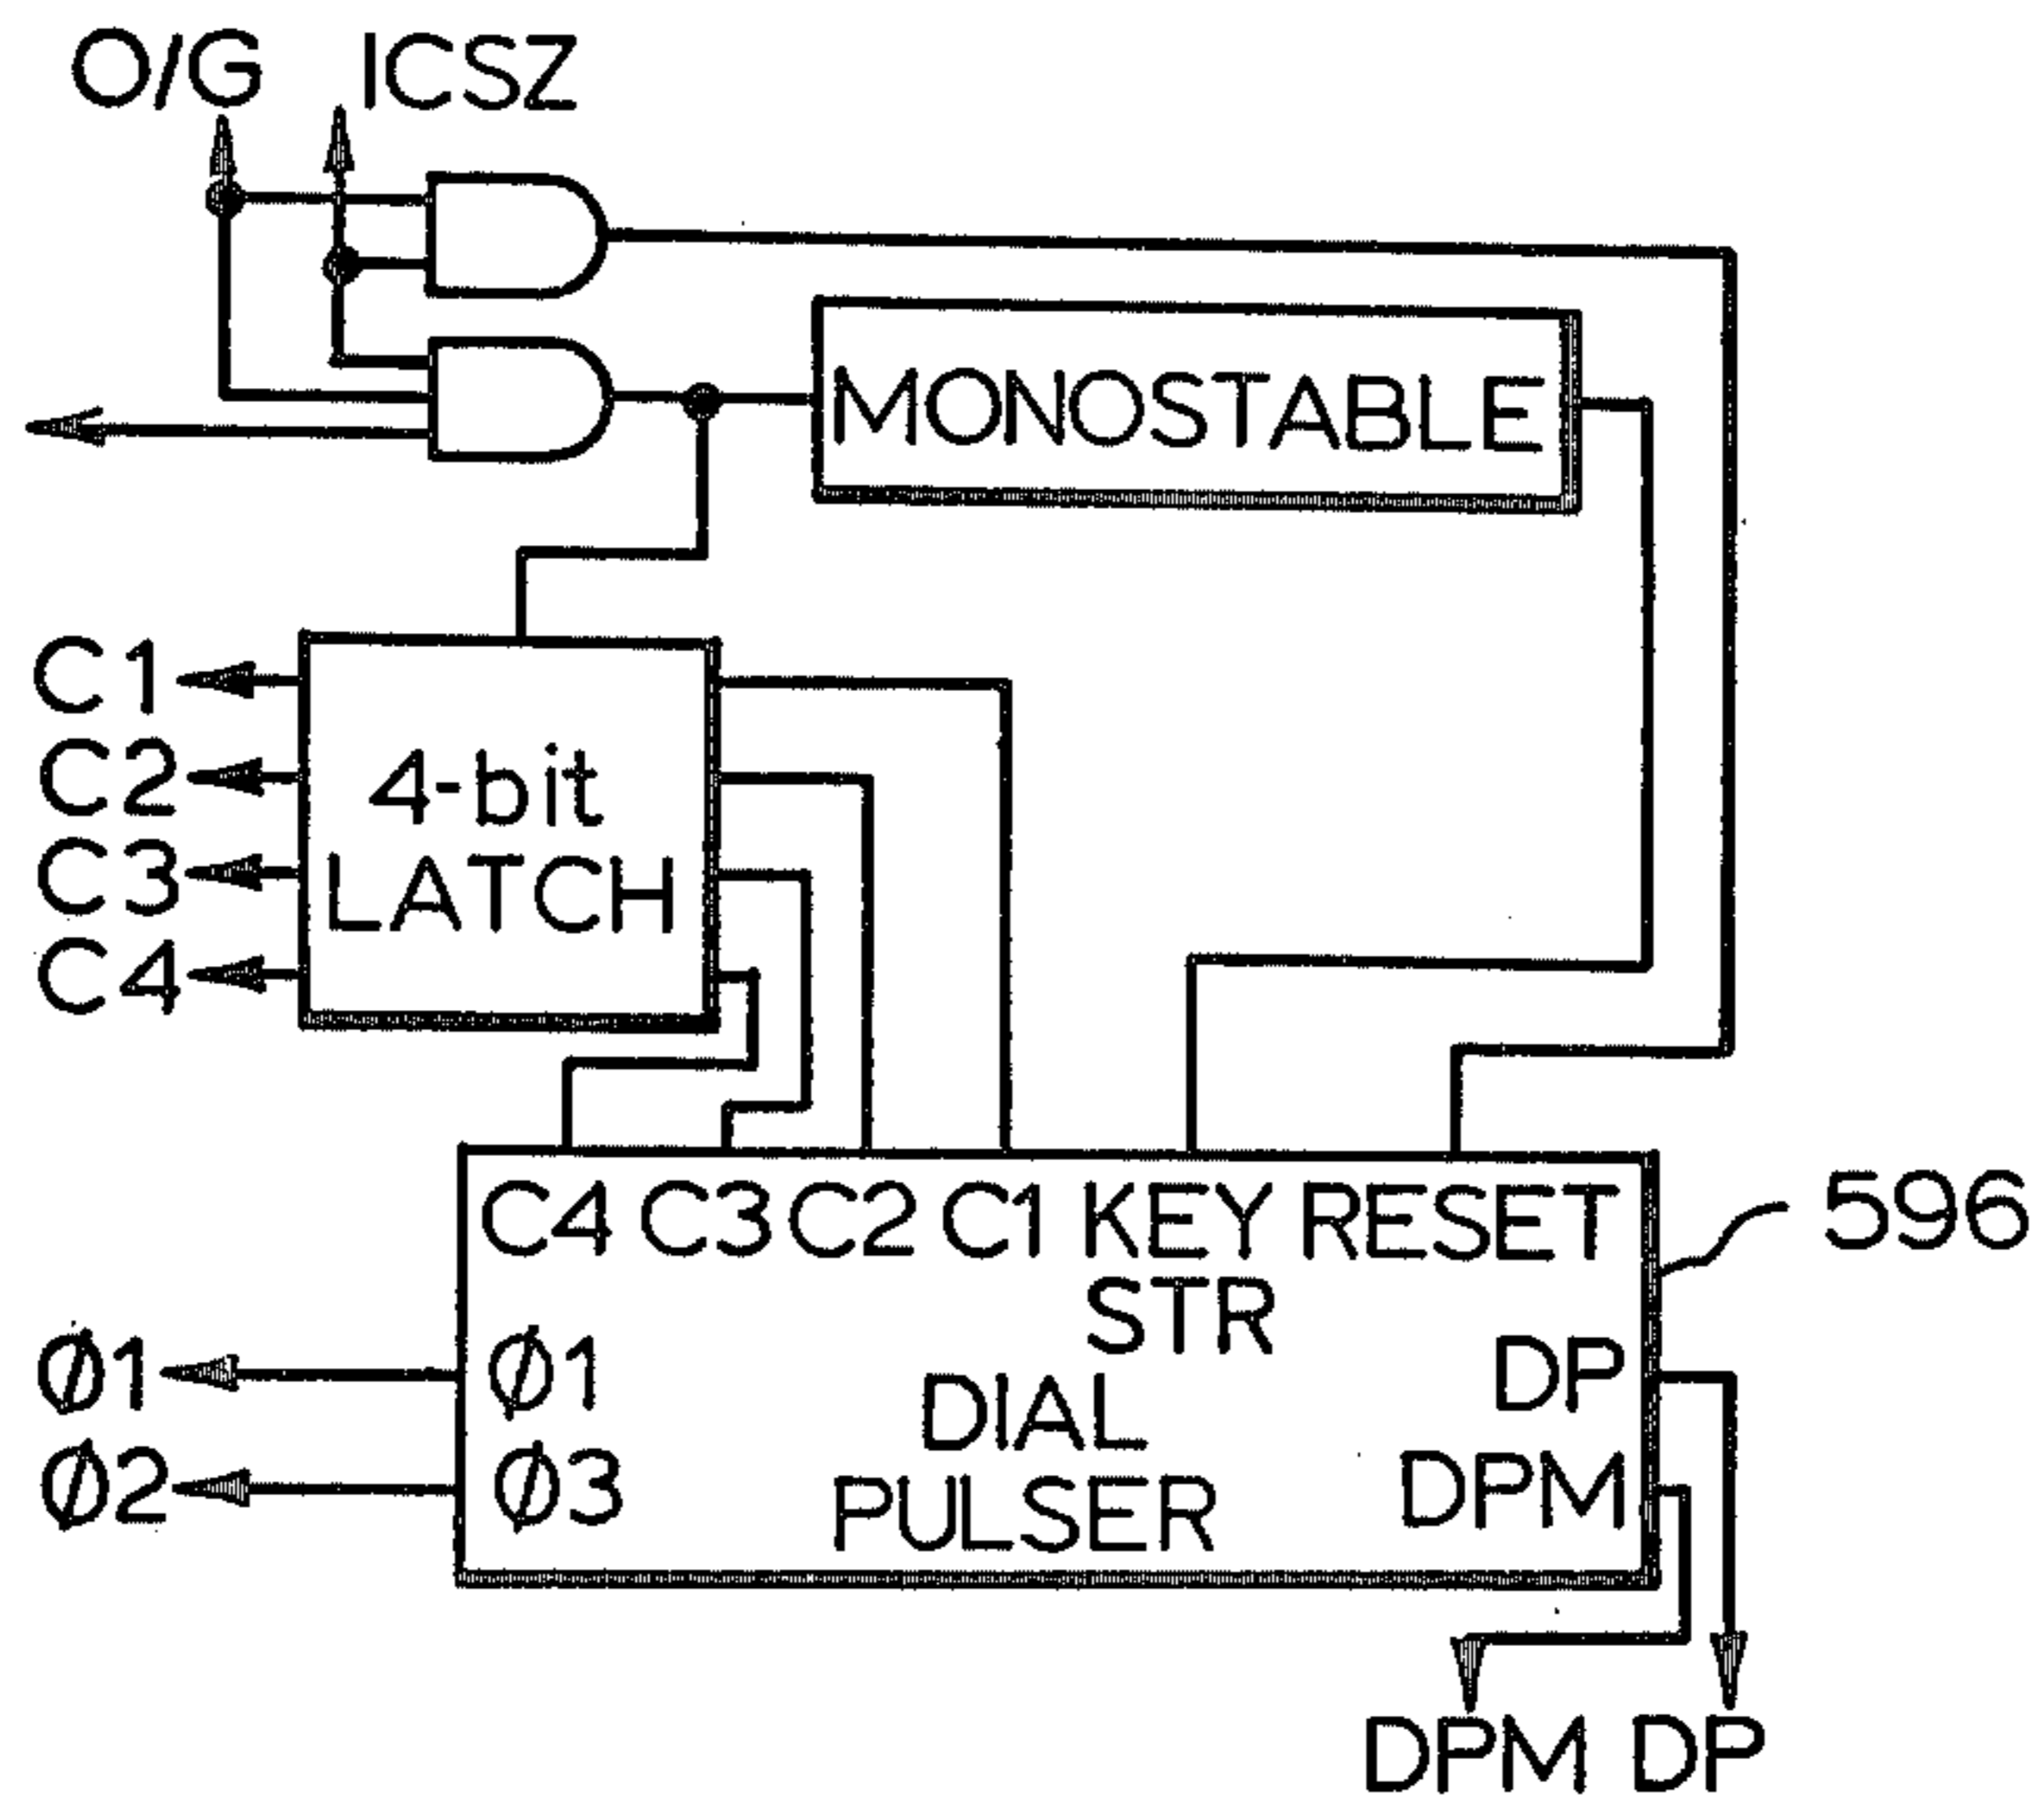 O/G ICSZ
MONOSTABLE
C1
C2
C3
C4
4-bit
LATCH
C4 C3 C2 C1 KEY RESET
STR
596
Ø1
Ø2
Ø1
Ø3
DIAL
PULSER
DP
DPM
DPM DP